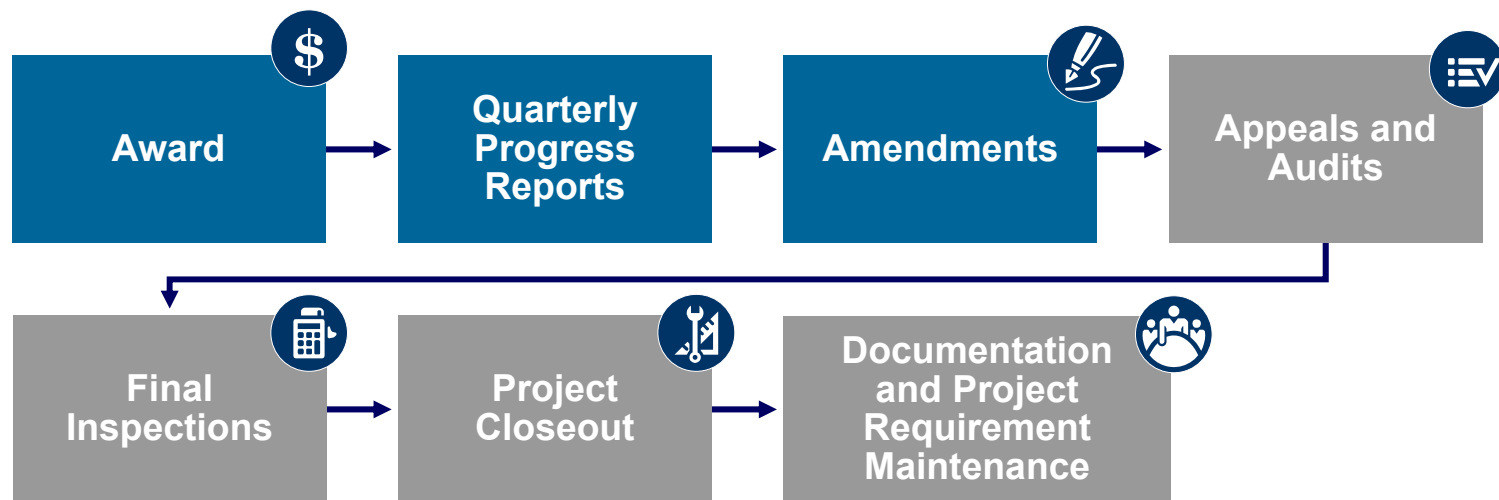 $
Award
Quarterly
Progress
Reports
Amendments
Appeals and
Audits
Final
Inspections
Project
Closeout
Documentation
and Project
Requirement
Maintenance